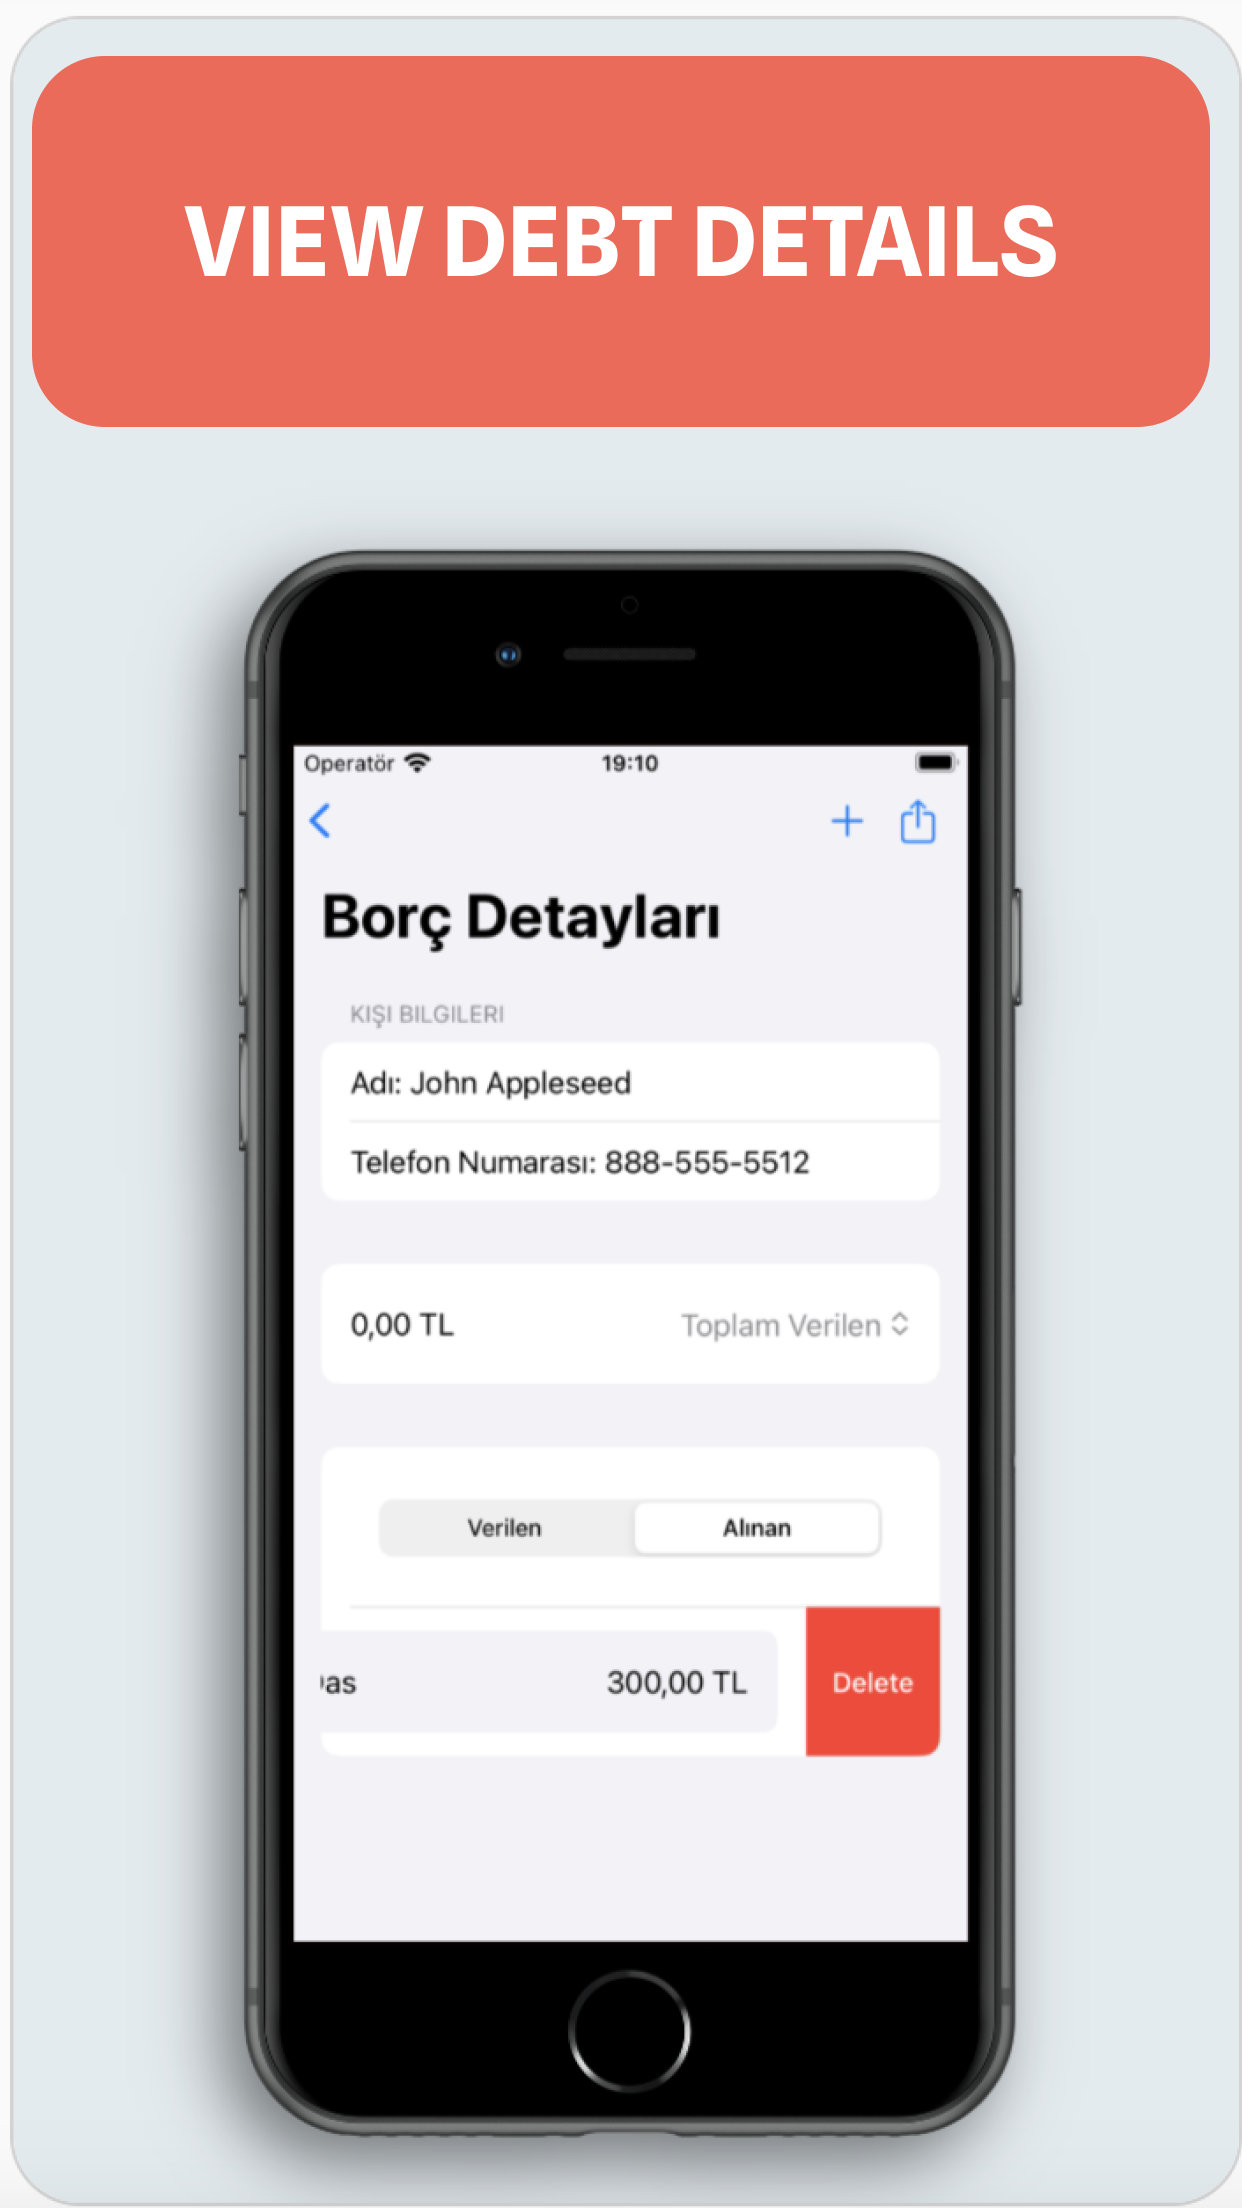 VIEW DEBT DETAILS
Operatör 19:10
Borç Detayları
KIŞI BILGILERI
Adı: John Appleseed
Telefon Numarası: 888-555-5512
0,00 TL Toplam Verilen
Verilen Alınan
300,00 TL Delete